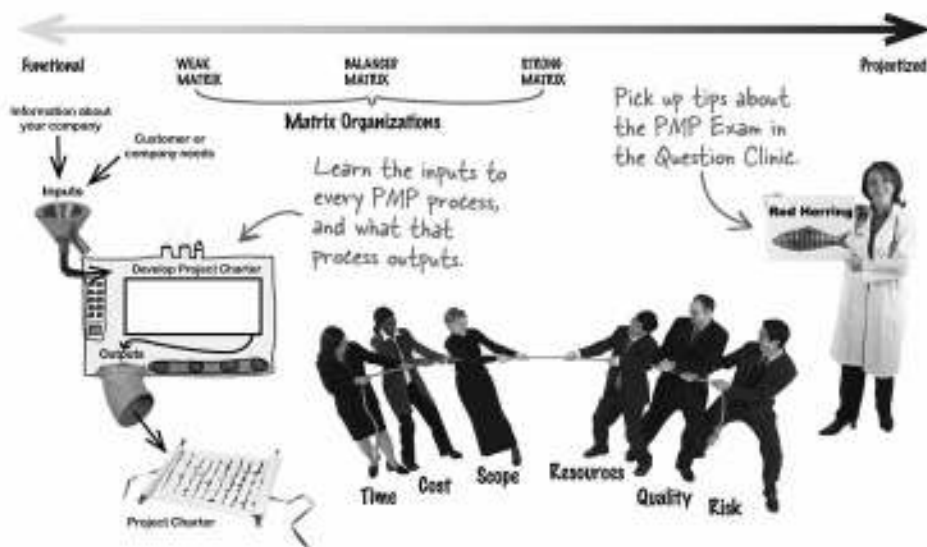 Functional
WEAK
MATRIX
BALANCED
MATRIX
STRONG
MATRIX
Projectized
Matrix Organizations
Information about
your company
Customer or
company needs
Inputs
Learn the inputs to
every PMP process,
and what that
process outputs.
Pick up tips about
the PMP Exam in
the Question Clinic.
Red Herring
Develop Project Charter
Outputs
Project Charter
Time
Cost
Scope
Resources
Quality
Risk